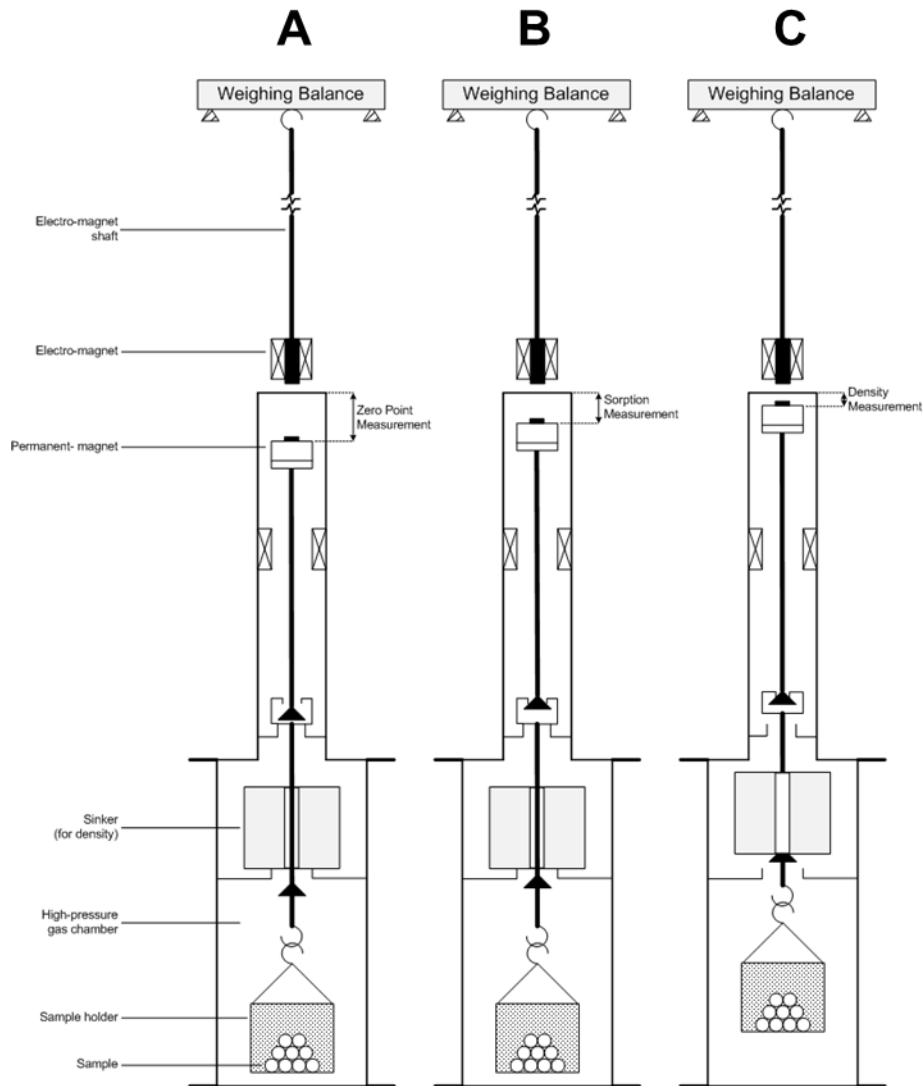 A
B
C
Weighing Balance
Weighing Balance
Weighing Balance
Electro-magnet
shaft
Electro-magnet
Zero Point
Measurement
Sorption
Measurement
Density
Measurement
Permanent- magnet
Sinker
(for density)
High-pressure
gas chamber
Sample holder
Sample